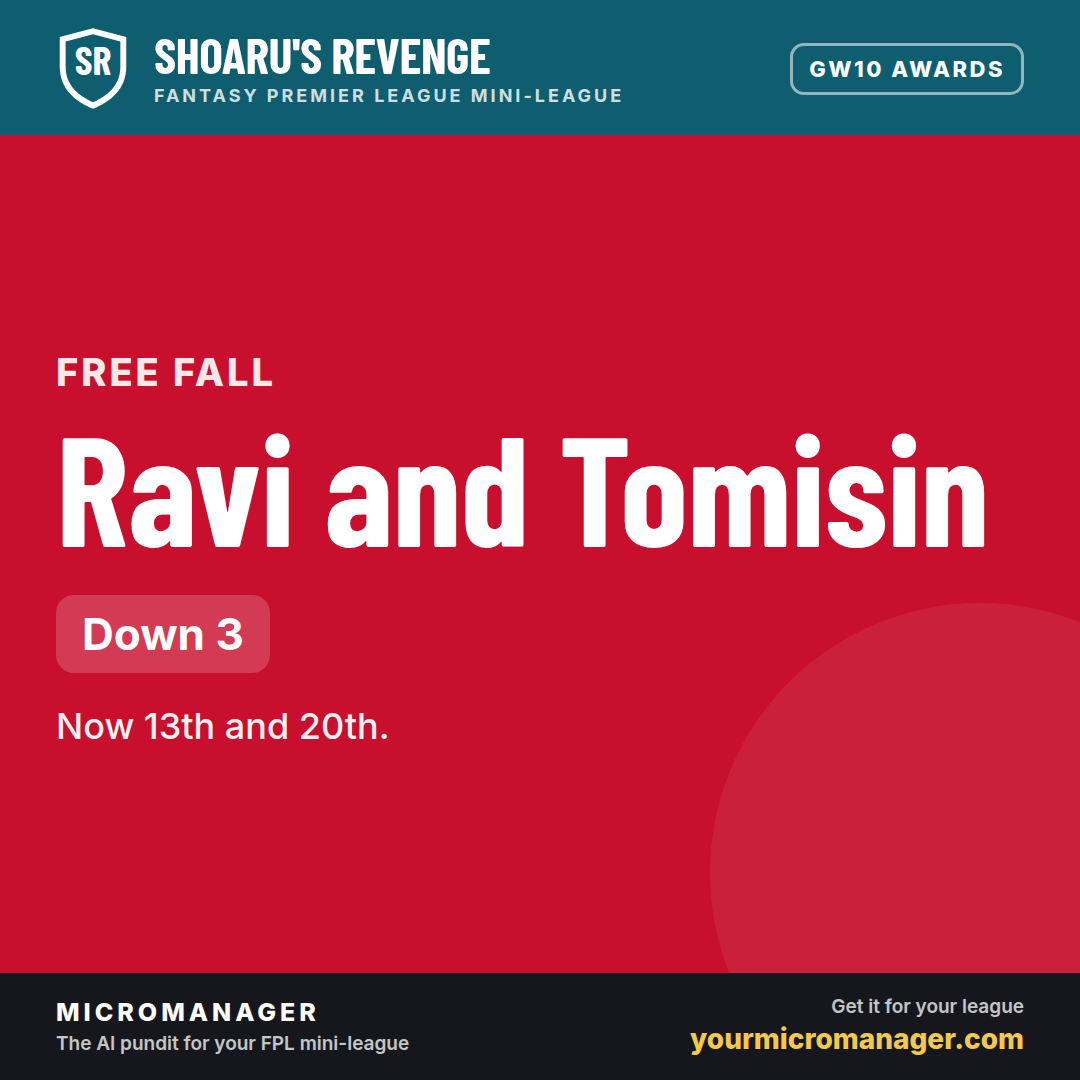 SR
SHOARU'S REVENGE
FANTASY PREMIER LEAGUE MINI-LEAGUE
GW10 AWARDS
FREE FALL
Ravi and Tomisin
Down 3
Now 13th and 20th.
MICROMANAGER
The AI pundit for your FPL mini-league
Get it for your league
yourmicromanager.com